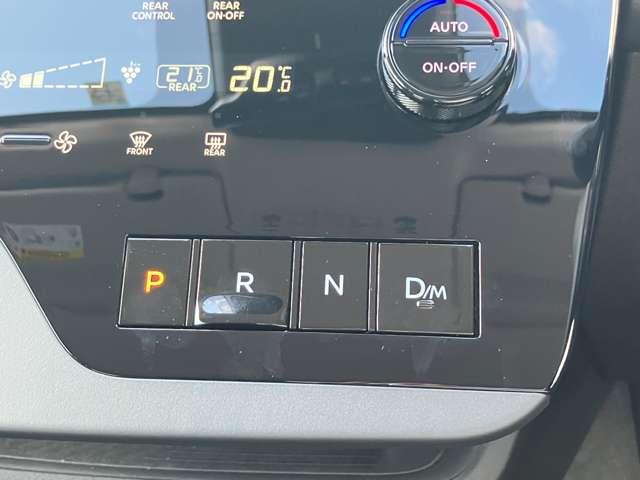 REAR CONTROL
REAR ON·OFF
AUTO
ON·OFF
21.0°C REAR
20.0°C
FRONT
REAR
P
R
N
D/M